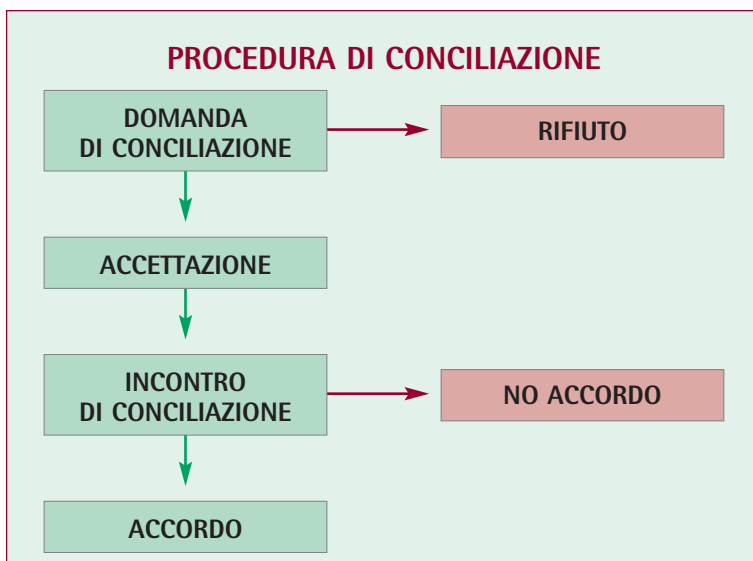 PROCEDURA DI CONCILIAZIONE
DOMANDA
DI CONCILIAZIONE
RIFIUTO
ACCETTAZIONE
INCONTRO
DI CONCILIAZIONE
NO ACCORDO
ACCORDO